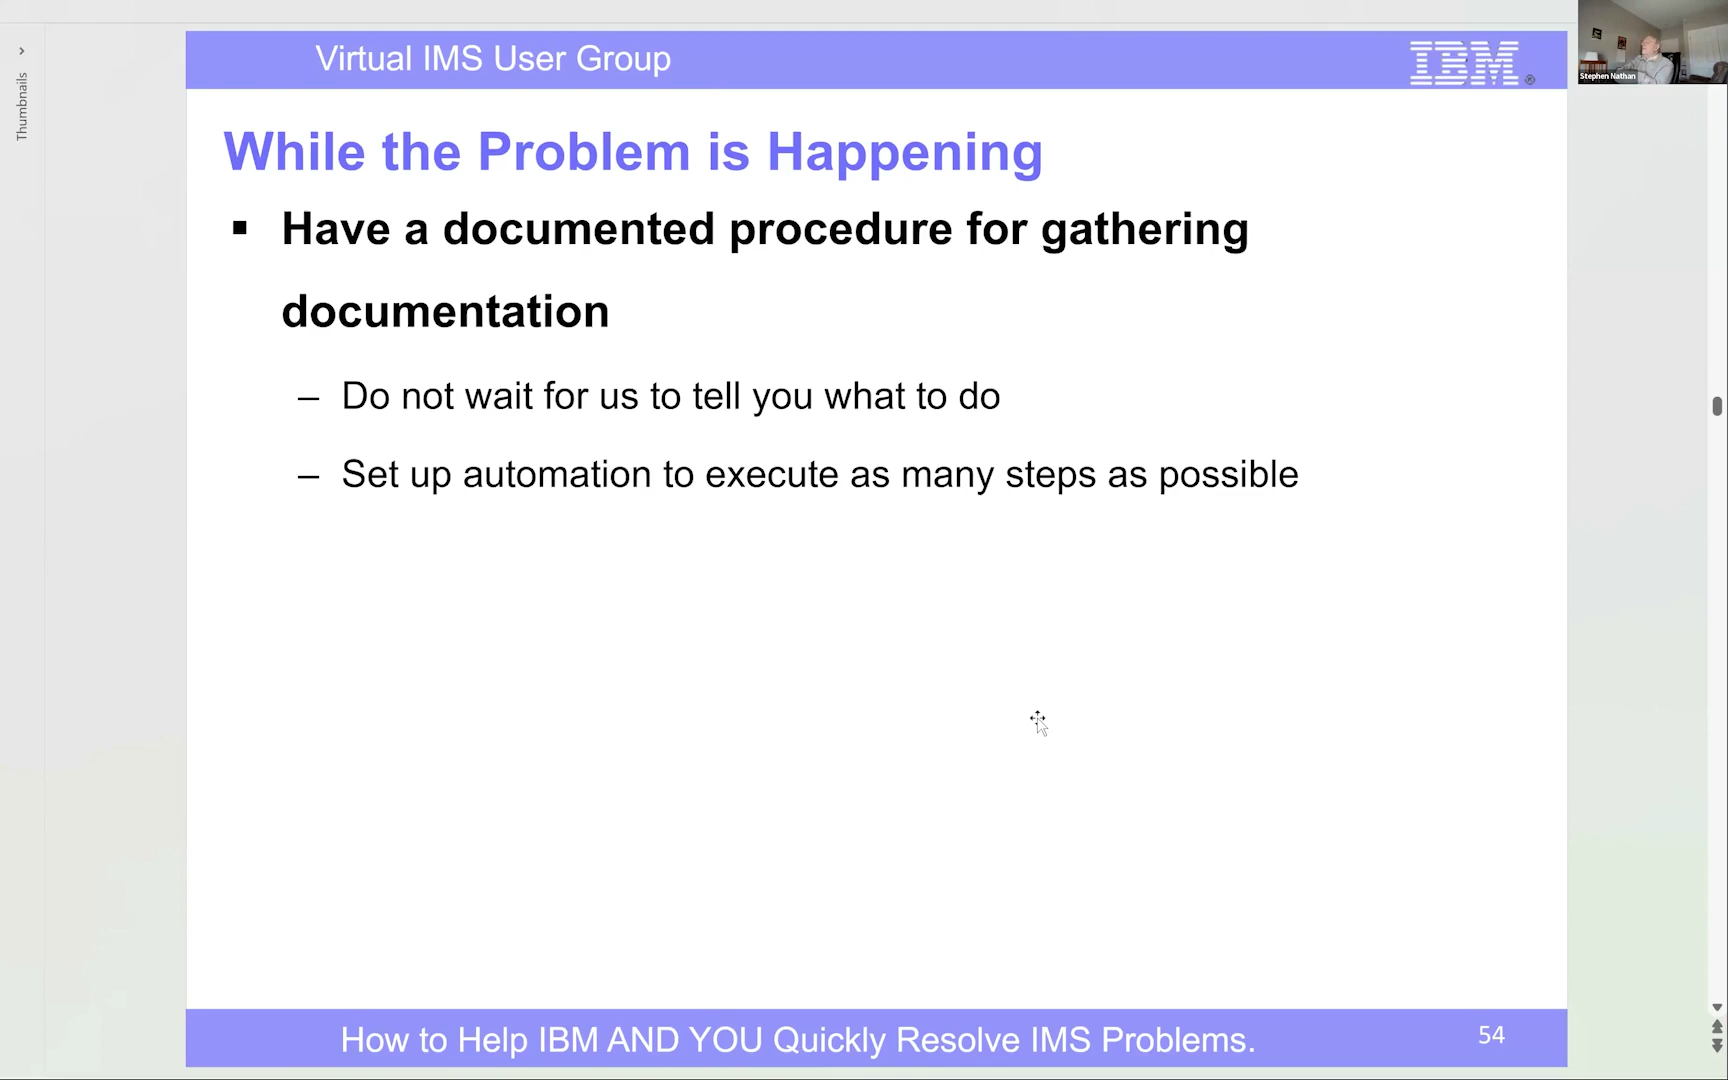 Virtual IMS User Group
IBM®
Stephen Nathan
Thumbnails
While the Problem is Happening
▪ Have a documented procedure for gathering
documentation
– Do not wait for us to tell you what to do
– Set up automation to execute as many steps as possible
How to Help IBM AND YOU Quickly Resolve IMS Problems.
54